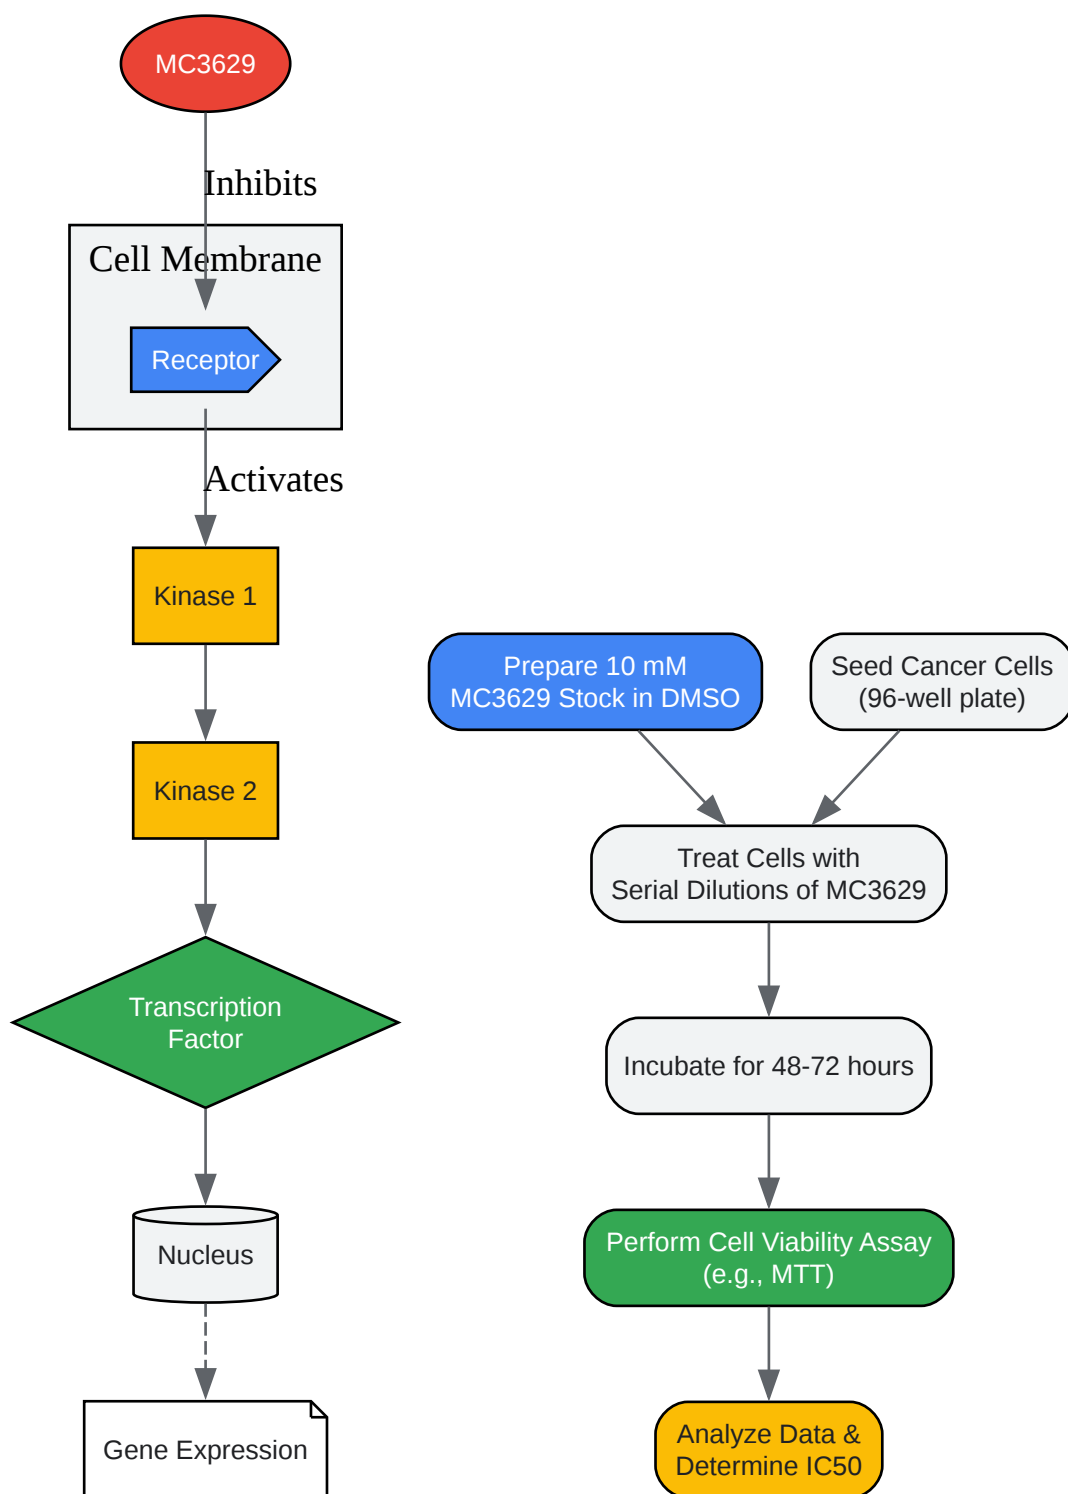 MC3629
Inhibits
Cell Membrane
Receptor
Activates
Kinase 1
Kinase 2
Transcription
Factor
Nucleus
Gene Expression
Prepare 10 mM
MC3629 Stock in DMSO
Seed Cancer Cells
(96-well plate)
Treat Cells with
Serial Dilutions of MC3629
Incubate for 48-72 hours
Perform Cell Viability Assay
(e.g., MTT)
Analyze Data &
Determine IC50